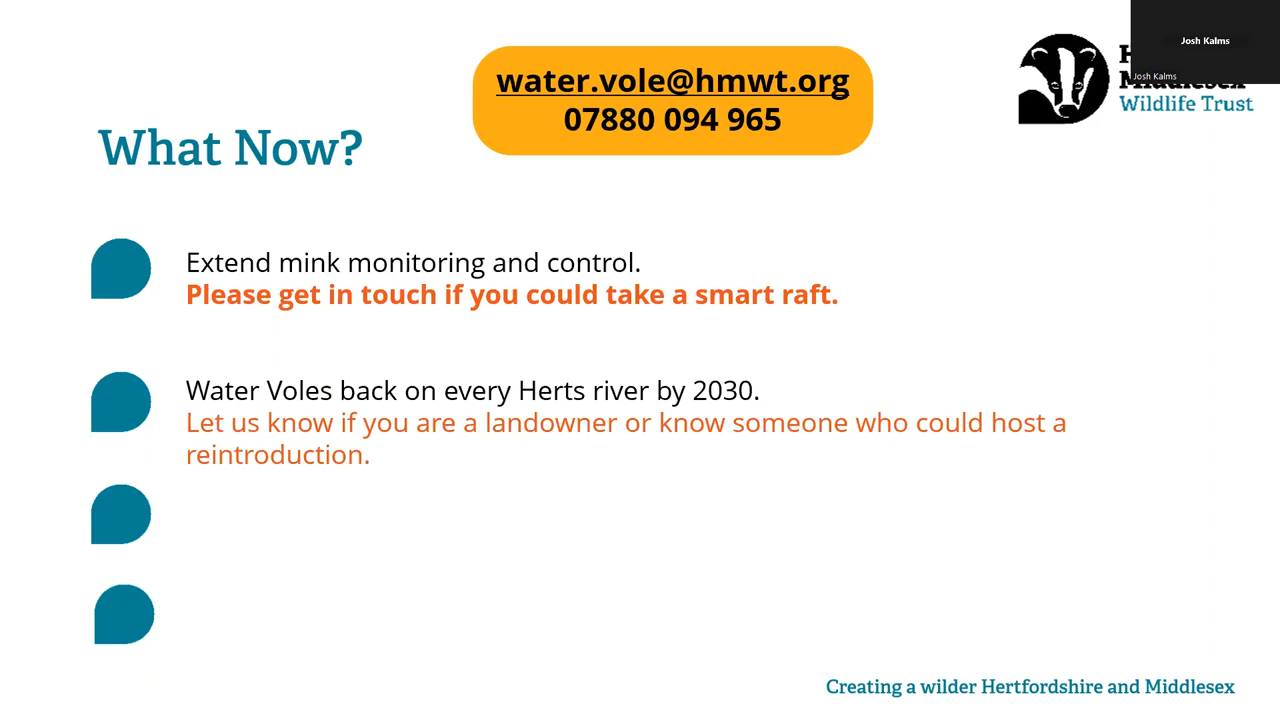 Josh Kalms
Josh Kalms
water.vole@hmwt.org
07880 094 965
Wildlife Trust
What Now?
Extend mink monitoring and control.
Please get in touch if you could take a smart raft.
Water Voles back on every Herts river by 2030.
Let us know if you are a landowner or know someone who could host a
reintroduction.
Creating a wilder Hertfordshire and Middlesex